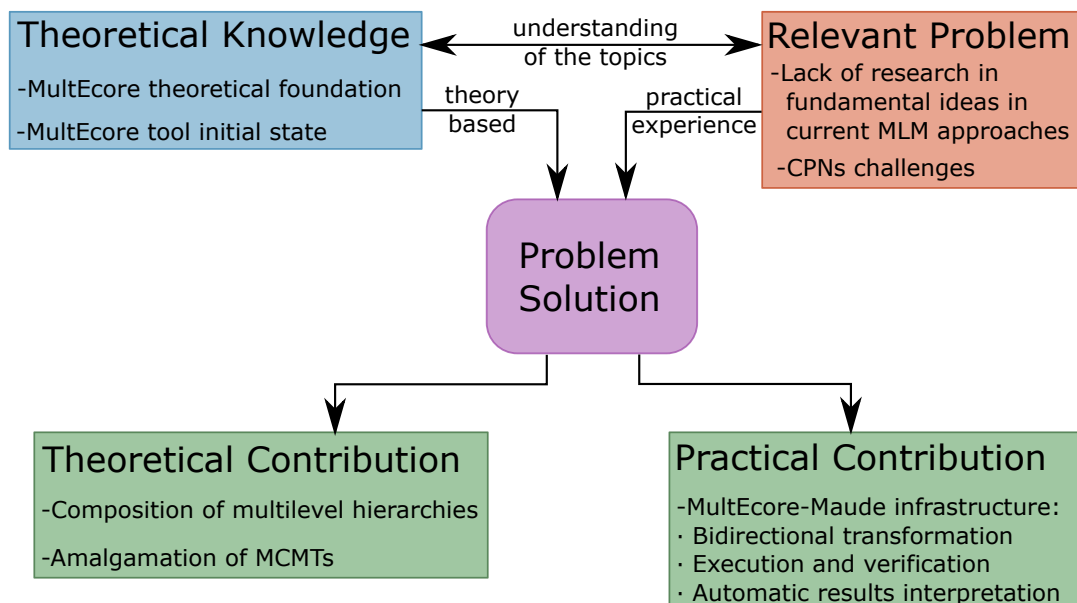 Theoretical Knowledge
-MultEcore theoretical foundation
-MultEcore tool initial state
understanding
of the topics
Relevant Problem
-Lack of research in
fundamental ideas in
current MLM approaches
-CPNs challenges
theory
based
practical
experience
Problem
Solution
Theoretical Contribution
-Composition of multilevel hierarchies
-Amalgamation of MCMTs
Practical Contribution
-MultEcore-Maude infrastructure:
· Bidirectional transformation
· Execution and verification
· Automatic results interpretation